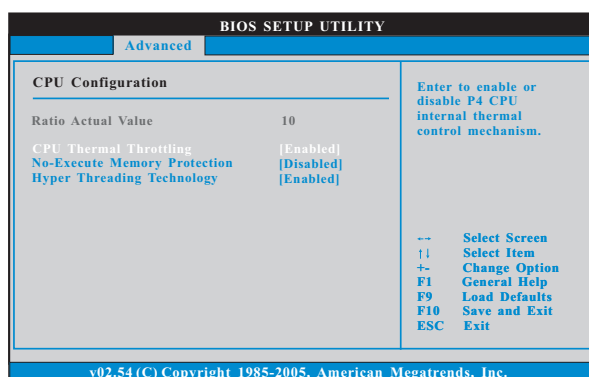 BIOS SETUP UTILITY
Advanced
CPU Configuration
Ratio Actual Value 10
CPU Thermal Throttling [Enabled]
No-Execute Memory Protection [Disabled]
Hyper Threading Technology [Enabled]
Enter to enable or
disable P4 CPU
internal thermal
control mechanism.
←→ Select Screen
↑↓ Select Item
+- Change Option
F1 General Help
F9 Load Defaults
F10 Save and Exit
ESC Exit
v02.54 (C) Copyright 1985-2005, American Megatrends, Inc.